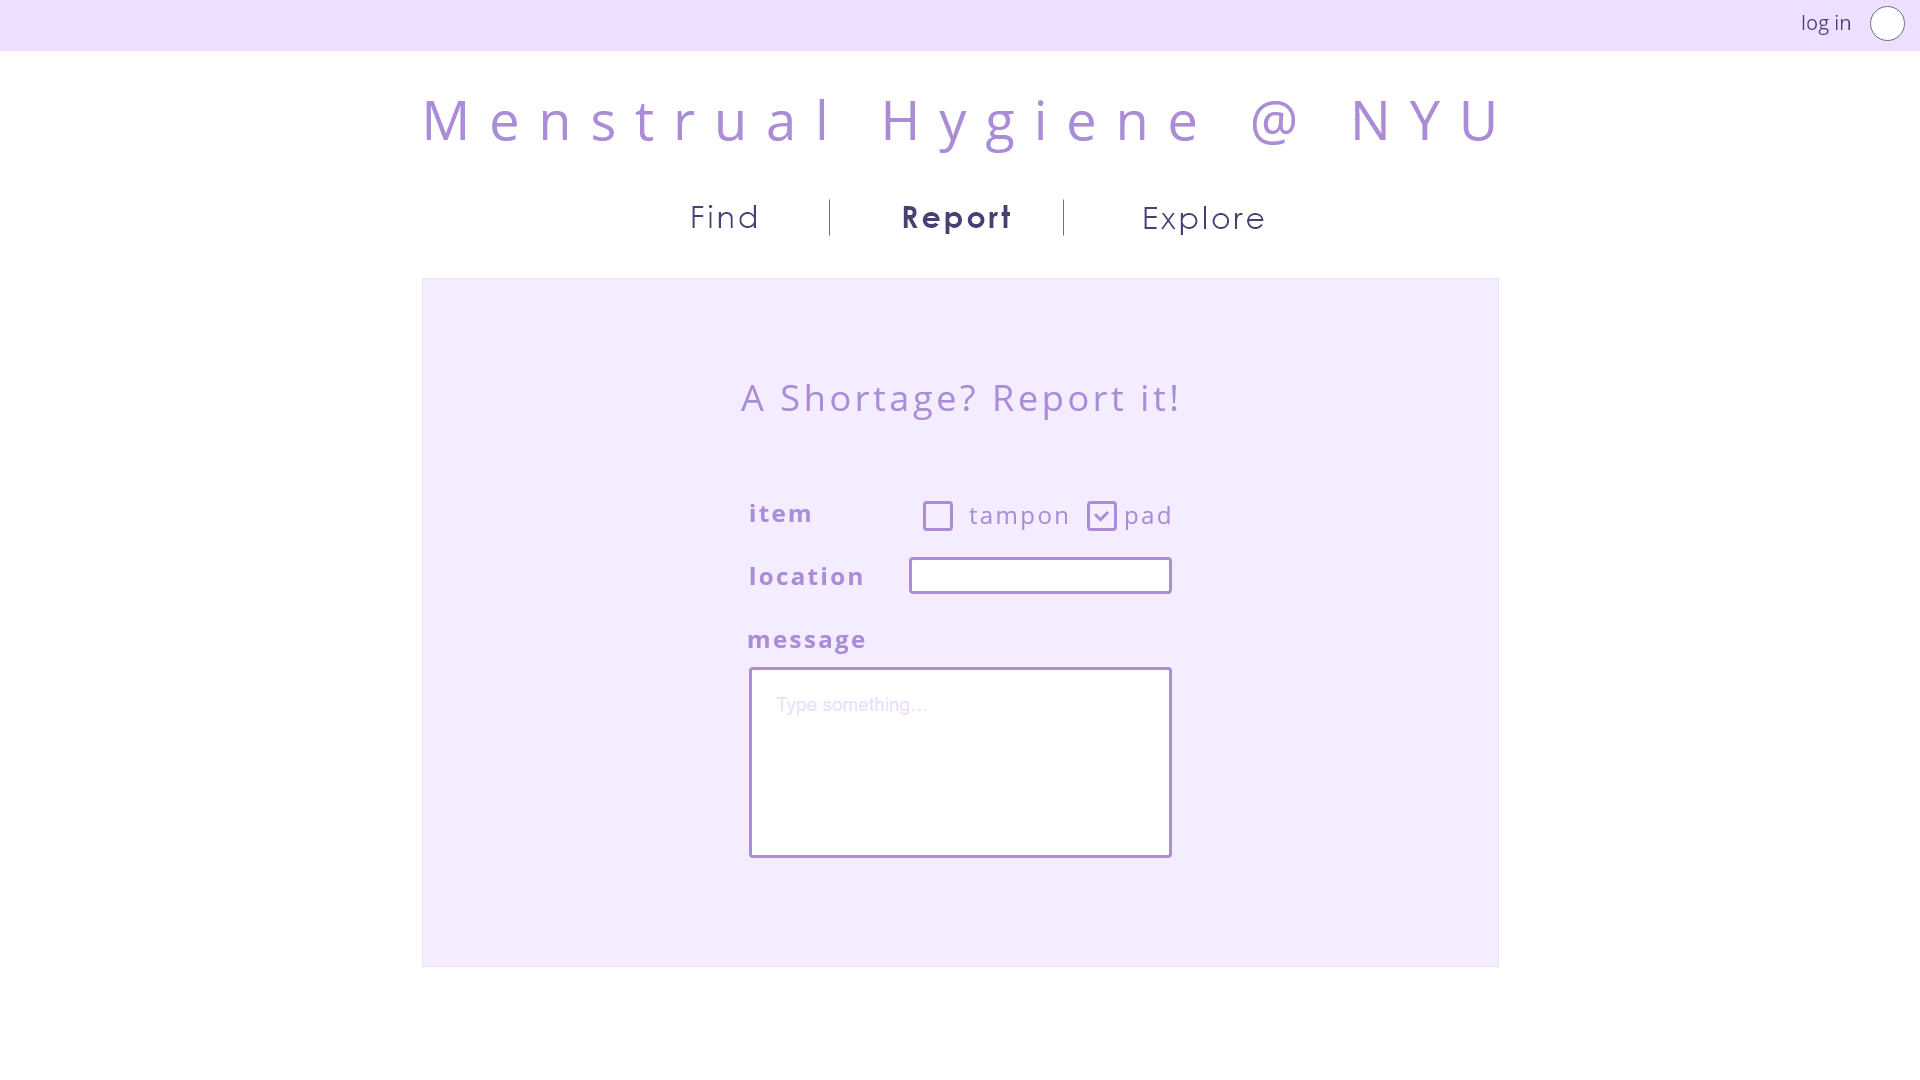 log in
Menstrual Hygiene @ NYU
Find Report Explore
A Shortage? Report it!
item tampon pad
location
message
Type something...